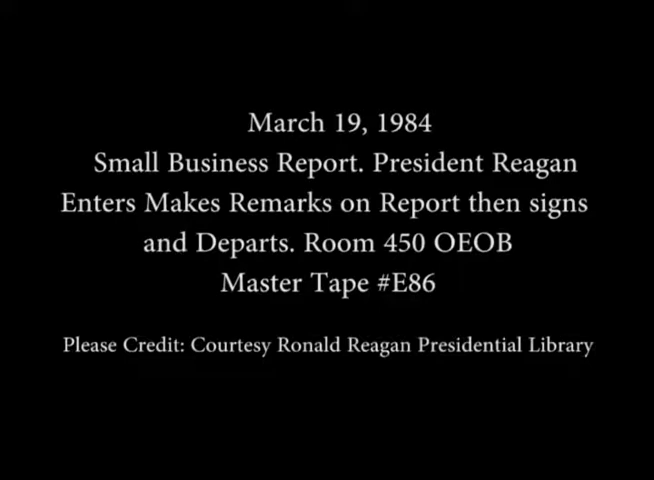 March 19, 1984
Small Business Report. President Reagan
Enters Makes Remarks on Report then signs
and Departs. Room 450 OEOB
Master Tape #E86
Please Credit: Courtesy Ronald Reagan Presidential Library